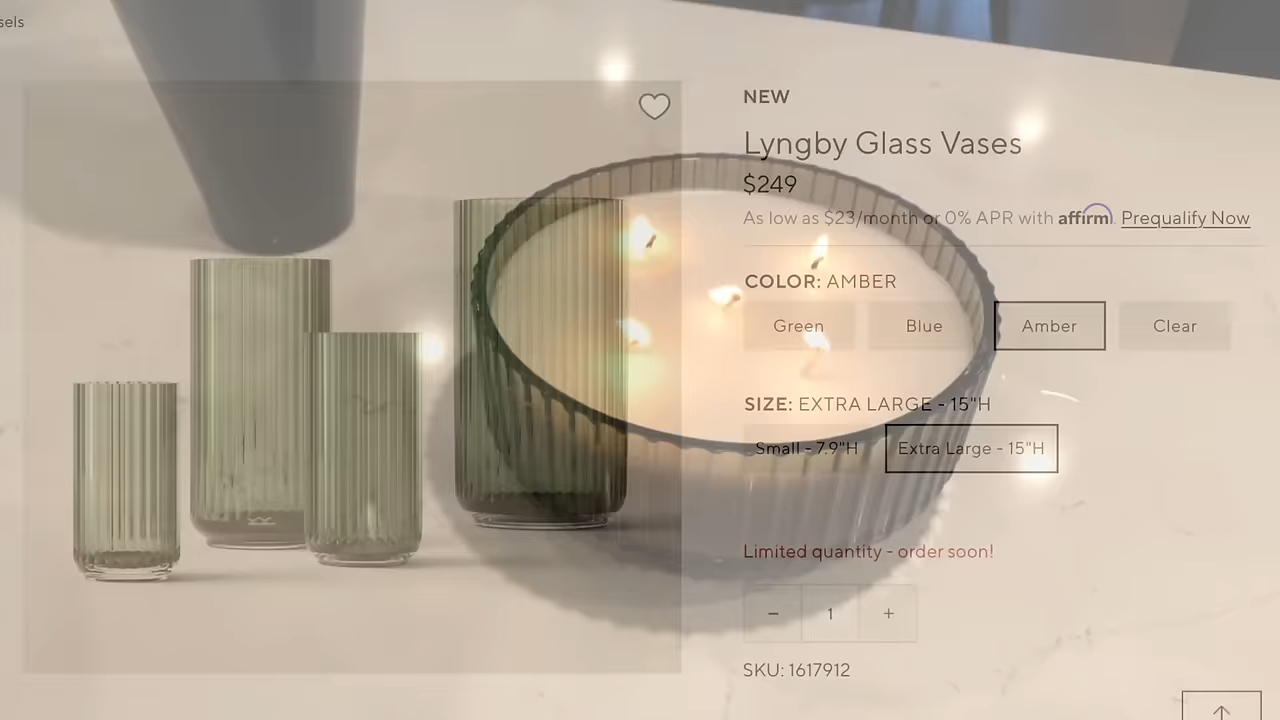 sels
NEW
Lyngby Glass Vases
$249
As low as $23/month or 0% APR with affirm. Prequalify Now
COLOR: AMBER
Green Blue Amber Clear
SIZE: EXTRA LARGE - 15"H
Small - 7.9"H Extra Large - 15"H
Limited quantity - order soon!
− 1 +
SKU: 1617912